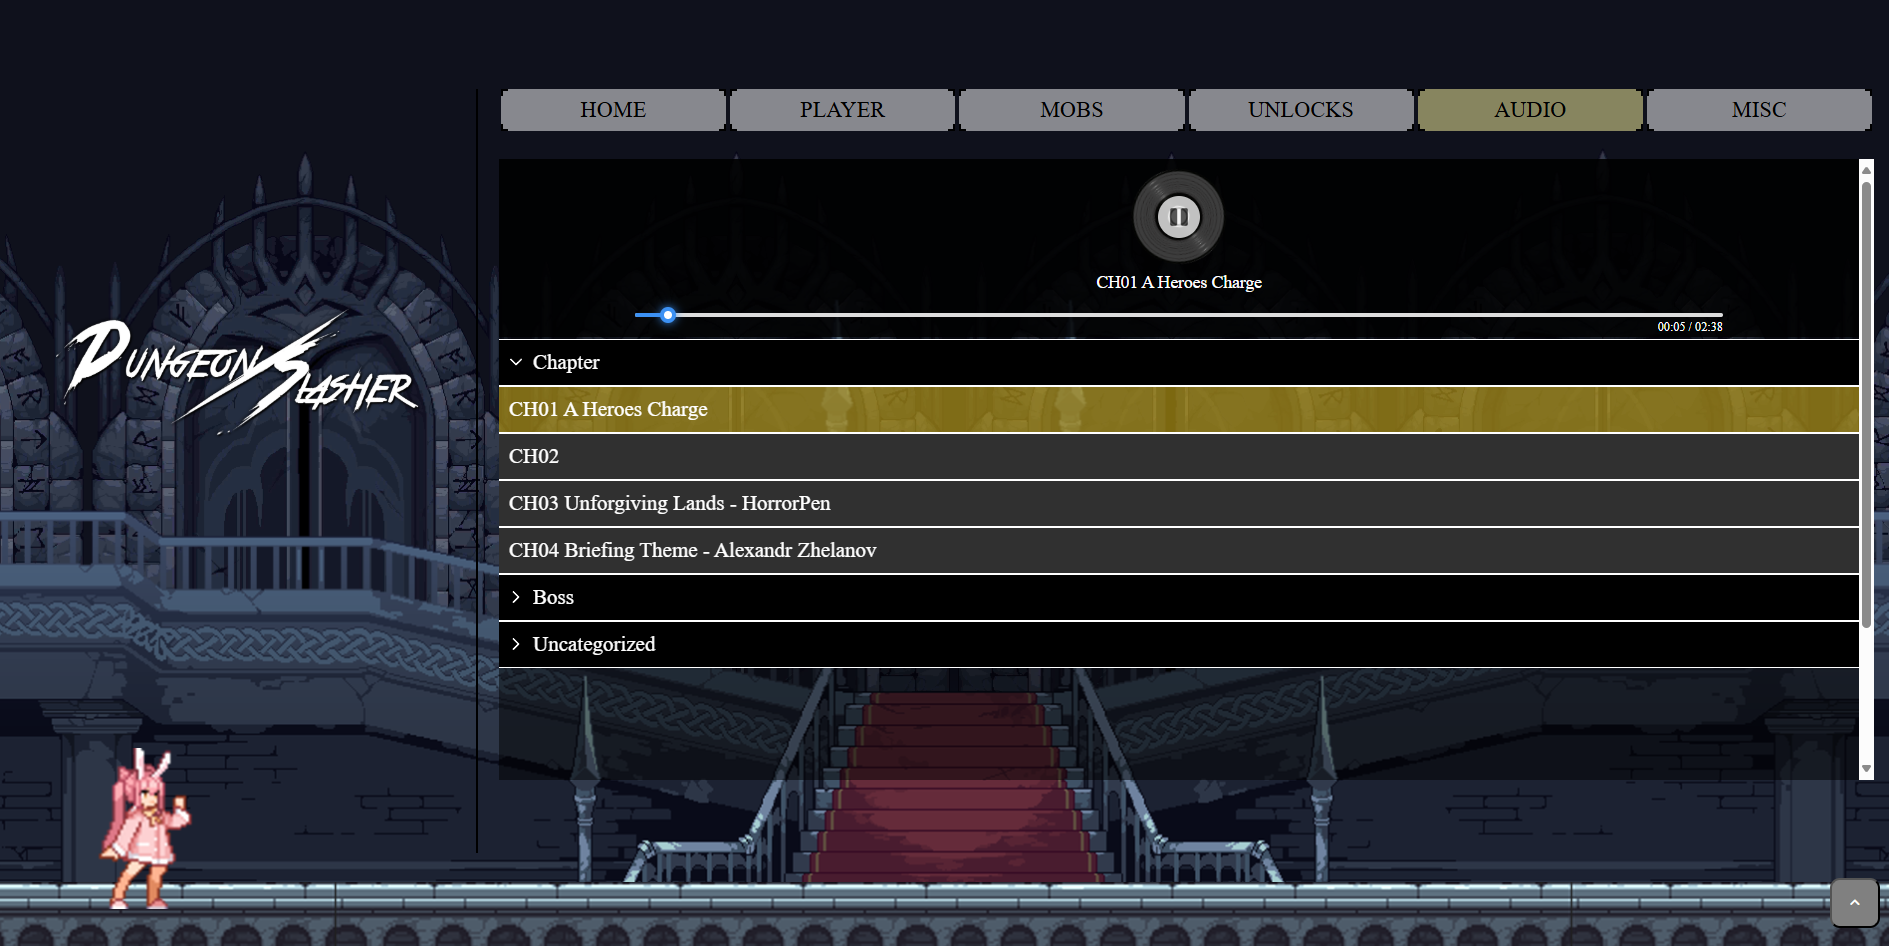 HOME
PLAYER
MOBS
UNLOCKS
AUDIO
MISC
DUNGEON SLASHER
CH01 A Heroes Charge
00:05 / 02:38
Chapter
CH01 A Heroes Charge
CH02
CH03 Unforgiving Lands - HorrorPen
CH04 Briefing Theme - Alexandr Zhelanov
Boss
Uncategorized